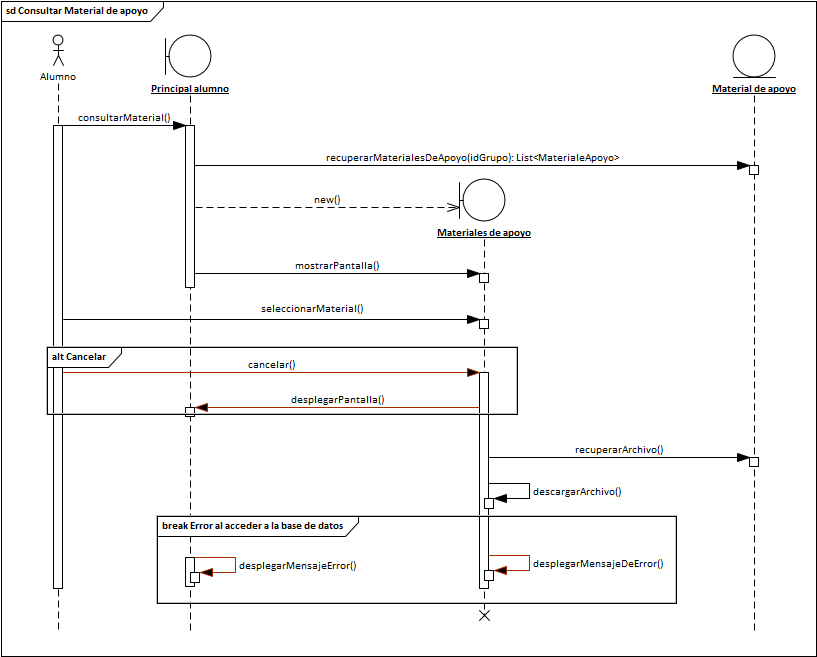 sd Consultar Material de apoyo
Alumno
Principal alumno
Material de apoyo
consultarMaterial()
recuperarMaterialesDeApoyo(idGrupo): List<MaterialeApoyo>
new()
Materiales de apoyo
mostrarPantalla()
seleccionarMaterial()
alt Cancelar
cancelar()
desplegarPantalla()
recuperarArchivo()
descargarArchivo()
break Error al acceder a la base de datos
desplegarMensajeError()
desplegarMensajeDeError()